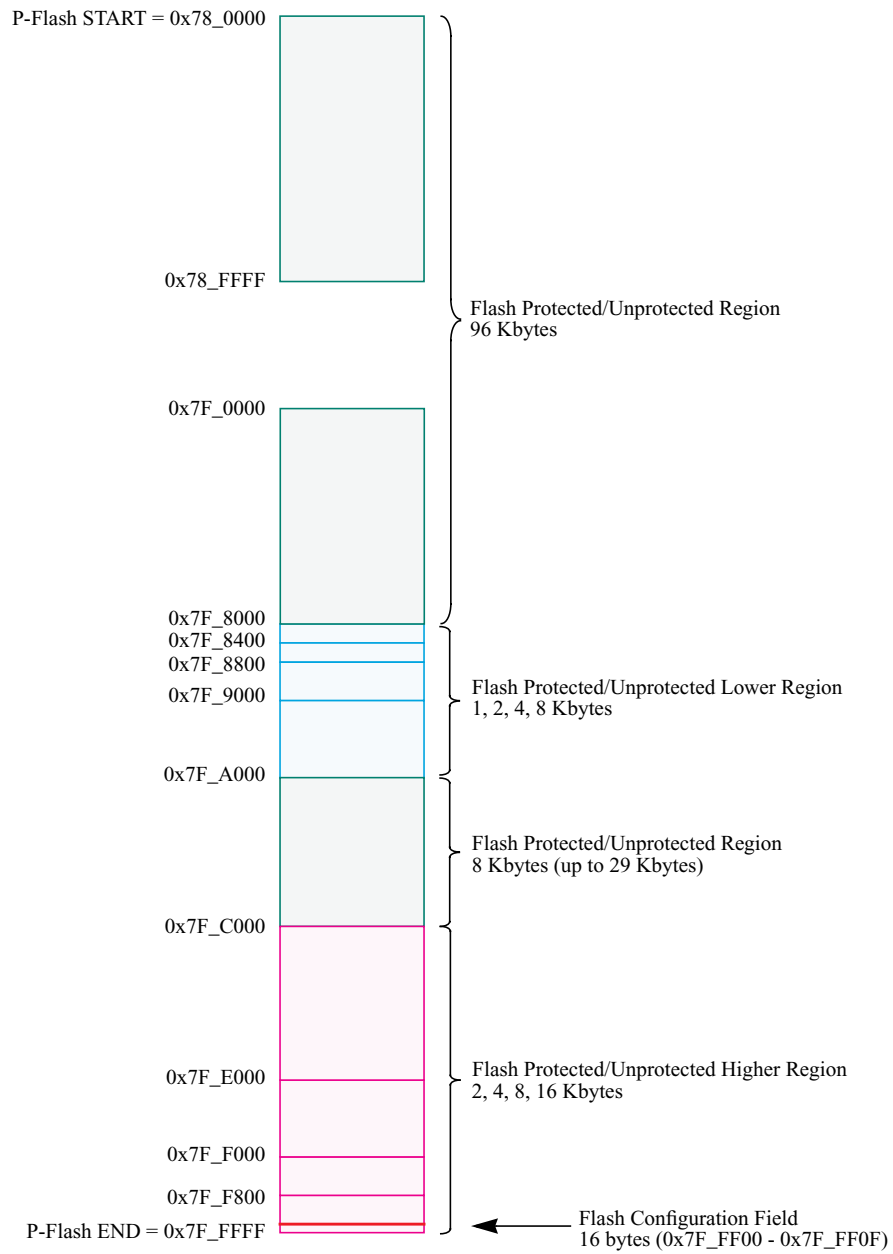 P-Flash START = 0x78_0000
0x78_FFFF
Flash Protected/Unprotected Region
96 Kbytes
0x7F_0000
0x7F_8000
0x7F_8400
0x7F_8800
0x7F_9000
Flash Protected/Unprotected Lower Region
1, 2, 4, 8 Kbytes
0x7F_A000
Flash Protected/Unprotected Region
8 Kbytes (up to 29 Kbytes)
0x7F_C000
Flash Protected/Unprotected Higher Region
2, 4, 8, 16 Kbytes
0x7F_E000
0x7F_F000
0x7F_F800
P-Flash END = 0x7F_FFFF
Flash Configuration Field
16 bytes (0x7F_FF00 - 0x7F_FF0F)